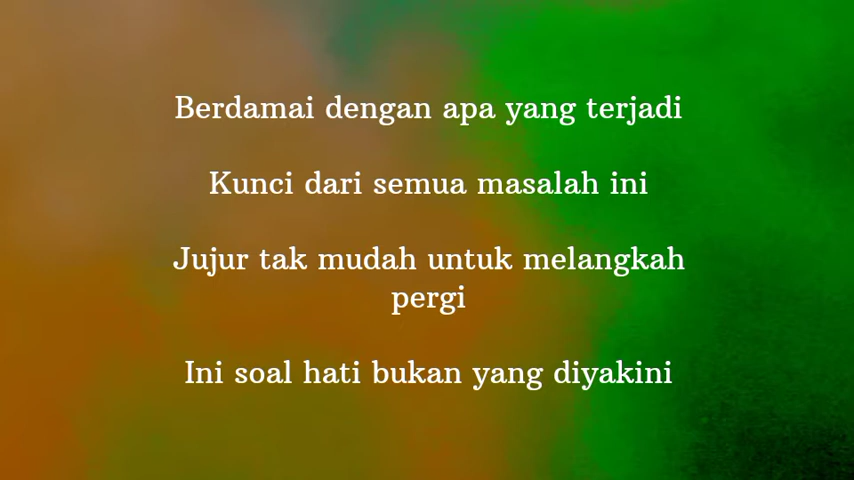 Berdamai dengan apa yang terjadi
Kunci dari semua masalah ini
Jujur tak mudah untuk melangkah
pergi
Ini soal hati bukan yang diyakini